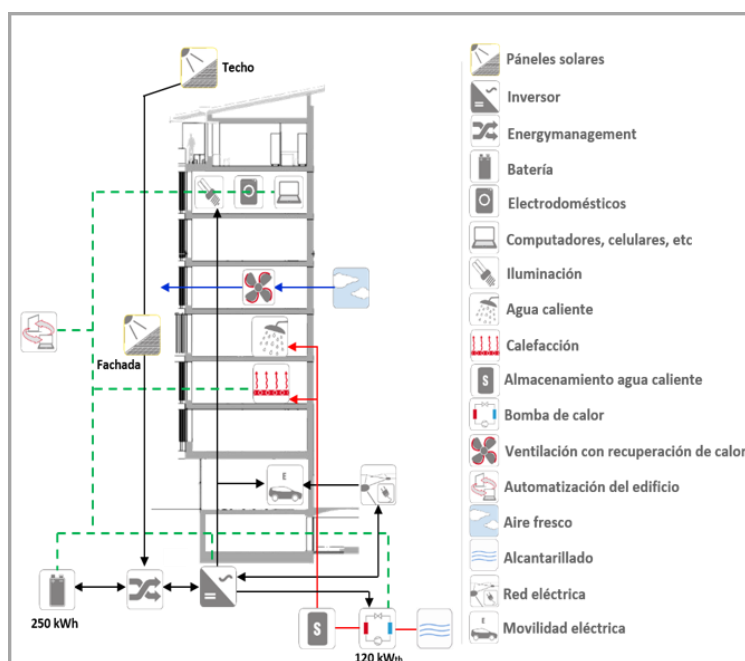 Techo
Fachada
250 kWh
120 kWth
E
S
Páneles solares
Inversor
Energymanagement
Batería
Electrodomésticos
Computadores, celulares, etc
Iluminación
Agua caliente
Calefacción
S
Almacenamiento agua caliente
Bomba de calor
Ventilación con recuperación de calor
Automatización del edificio
Aire fresco
Alcantarillado
Red eléctrica
E
Movilidad eléctrica